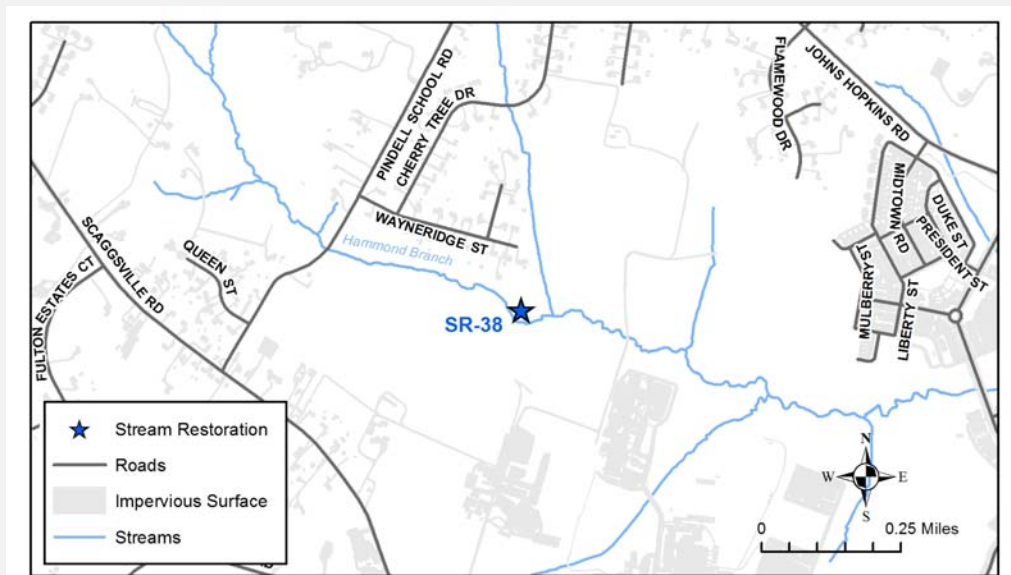 FLAMEWOOD DR
JOHNS HOPKINS RD
PINDELL SCHOOL RD
CHERRY TREE DR
MIDTOWN RD
DUKE ST
PRESIDENT ST
WAYNERIDGE ST
Hammond Branch
SCAGGSVILLE RD
QUEEN ST
FULTON ESTATES CT
MULBERRY ST
LIBERTY ST
SR-38
Stream Restoration
Roads
Impervious Surface
Streams
N
W E
S
0 0.25 Miles